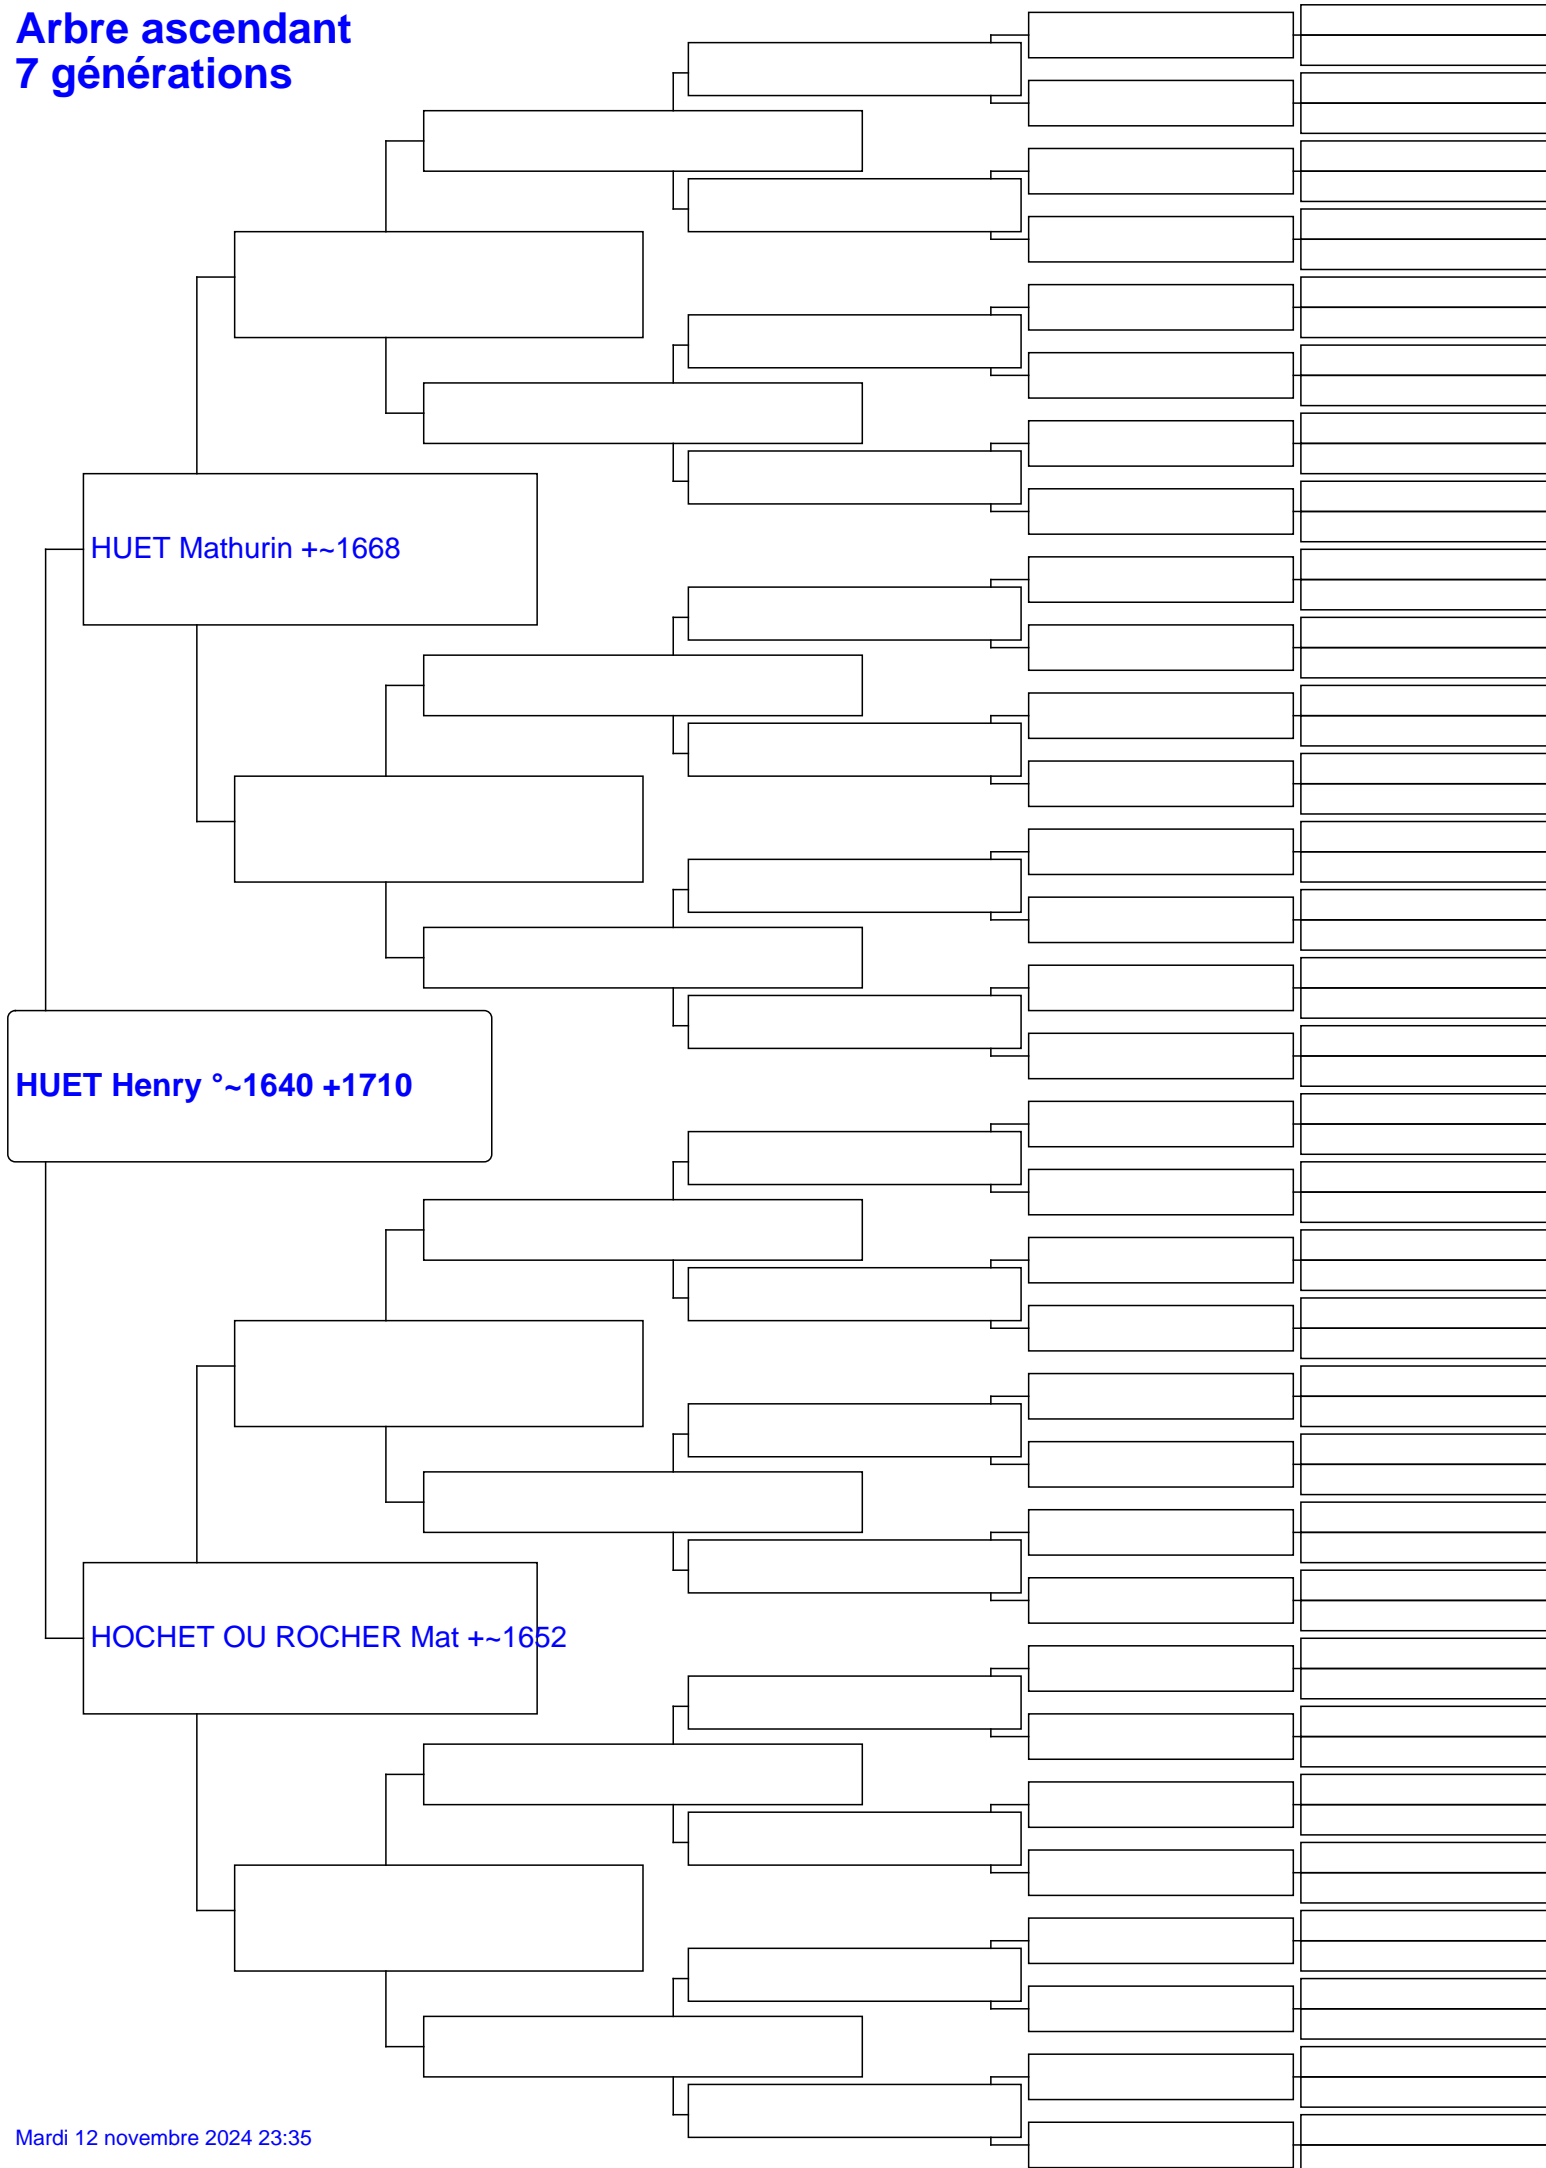 Arbre ascendant
7 générations
HUET Mathurin +~1668
HUET Henry °~1640 +1710
HOCHET OU ROCHER Mat +~1652
Mardi 12 novembre 2024 23:35